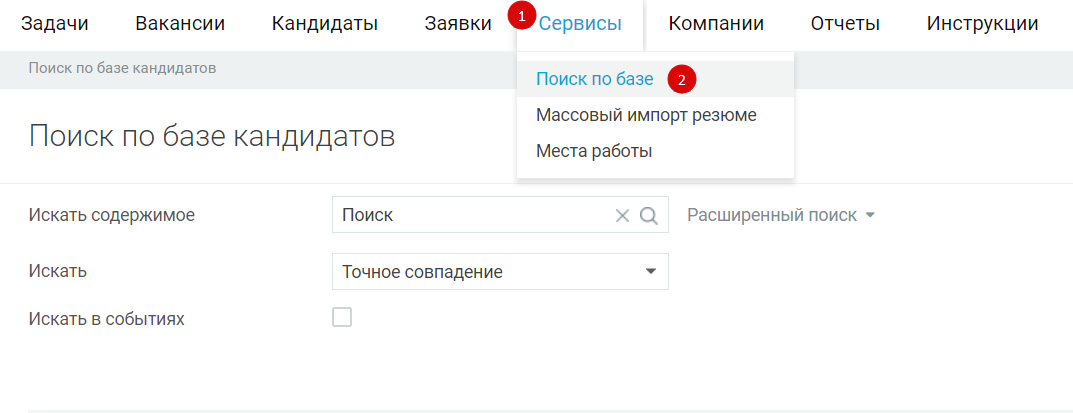 Задачи Вакансии Кандидаты Заявки 1 Сервисы Компании Отчеты Инструкции
Поиск по базе кандидатов
Поиск по базе 2
Массовый импорт резюме
Места работы
Поиск по базе кандидатов
Искать содержимое Поиск Расширенный поиск
Искать Точное совпадение
Искать в событиях